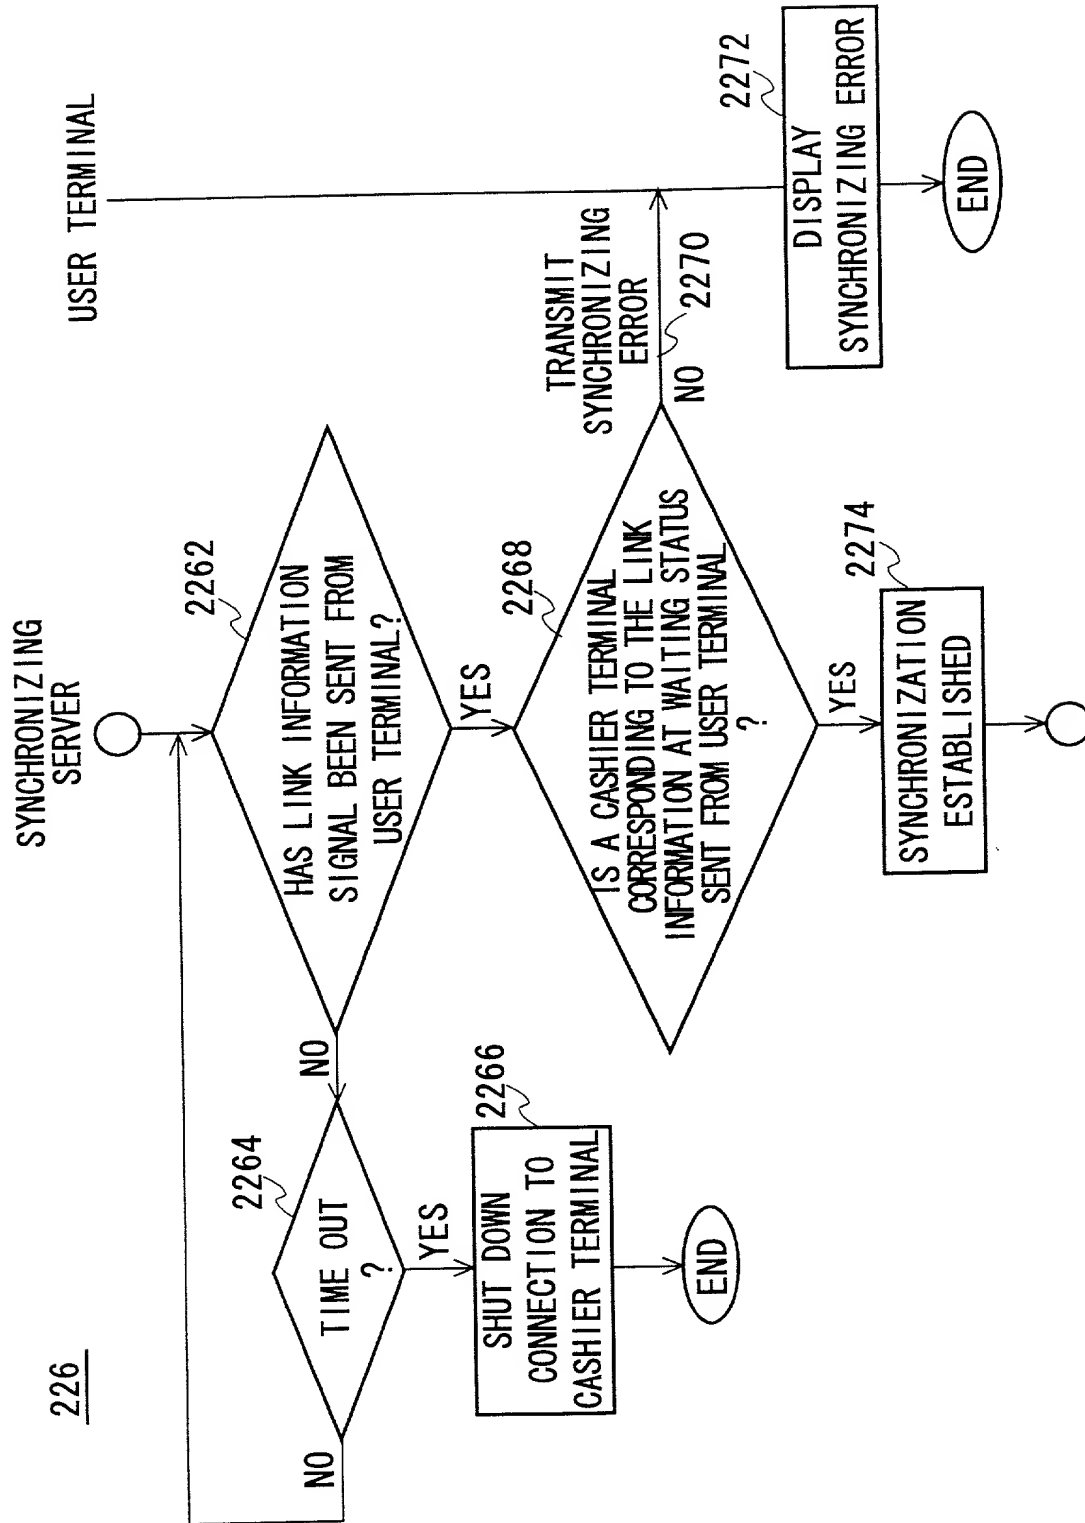 226
SYNCHRONIZING
SERVER
USER TERMINAL
2262
HAS LINK INFORMATION
SIGNAL BEEN SENT FROM
USER TERMINAL?
NO
YES
2264
TIME OUT
?
NO
YES
2266
SHUT DOWN
CONNECTION TO
CASHIER TERMINAL
END
2268
IS A CASHIER TERMINAL
CORRESPONDING TO THE LINK
INFORMATION AT WAITING STATUS
SENT FROM USER TERMINAL
?
TRANSMIT
SYNCHRONIZING
ERROR
NO
2270
YES
2272
DISPLAY
SYNCHRONIZING ERROR
END
2274
SYNCHRONIZATION
ESTABLISHED